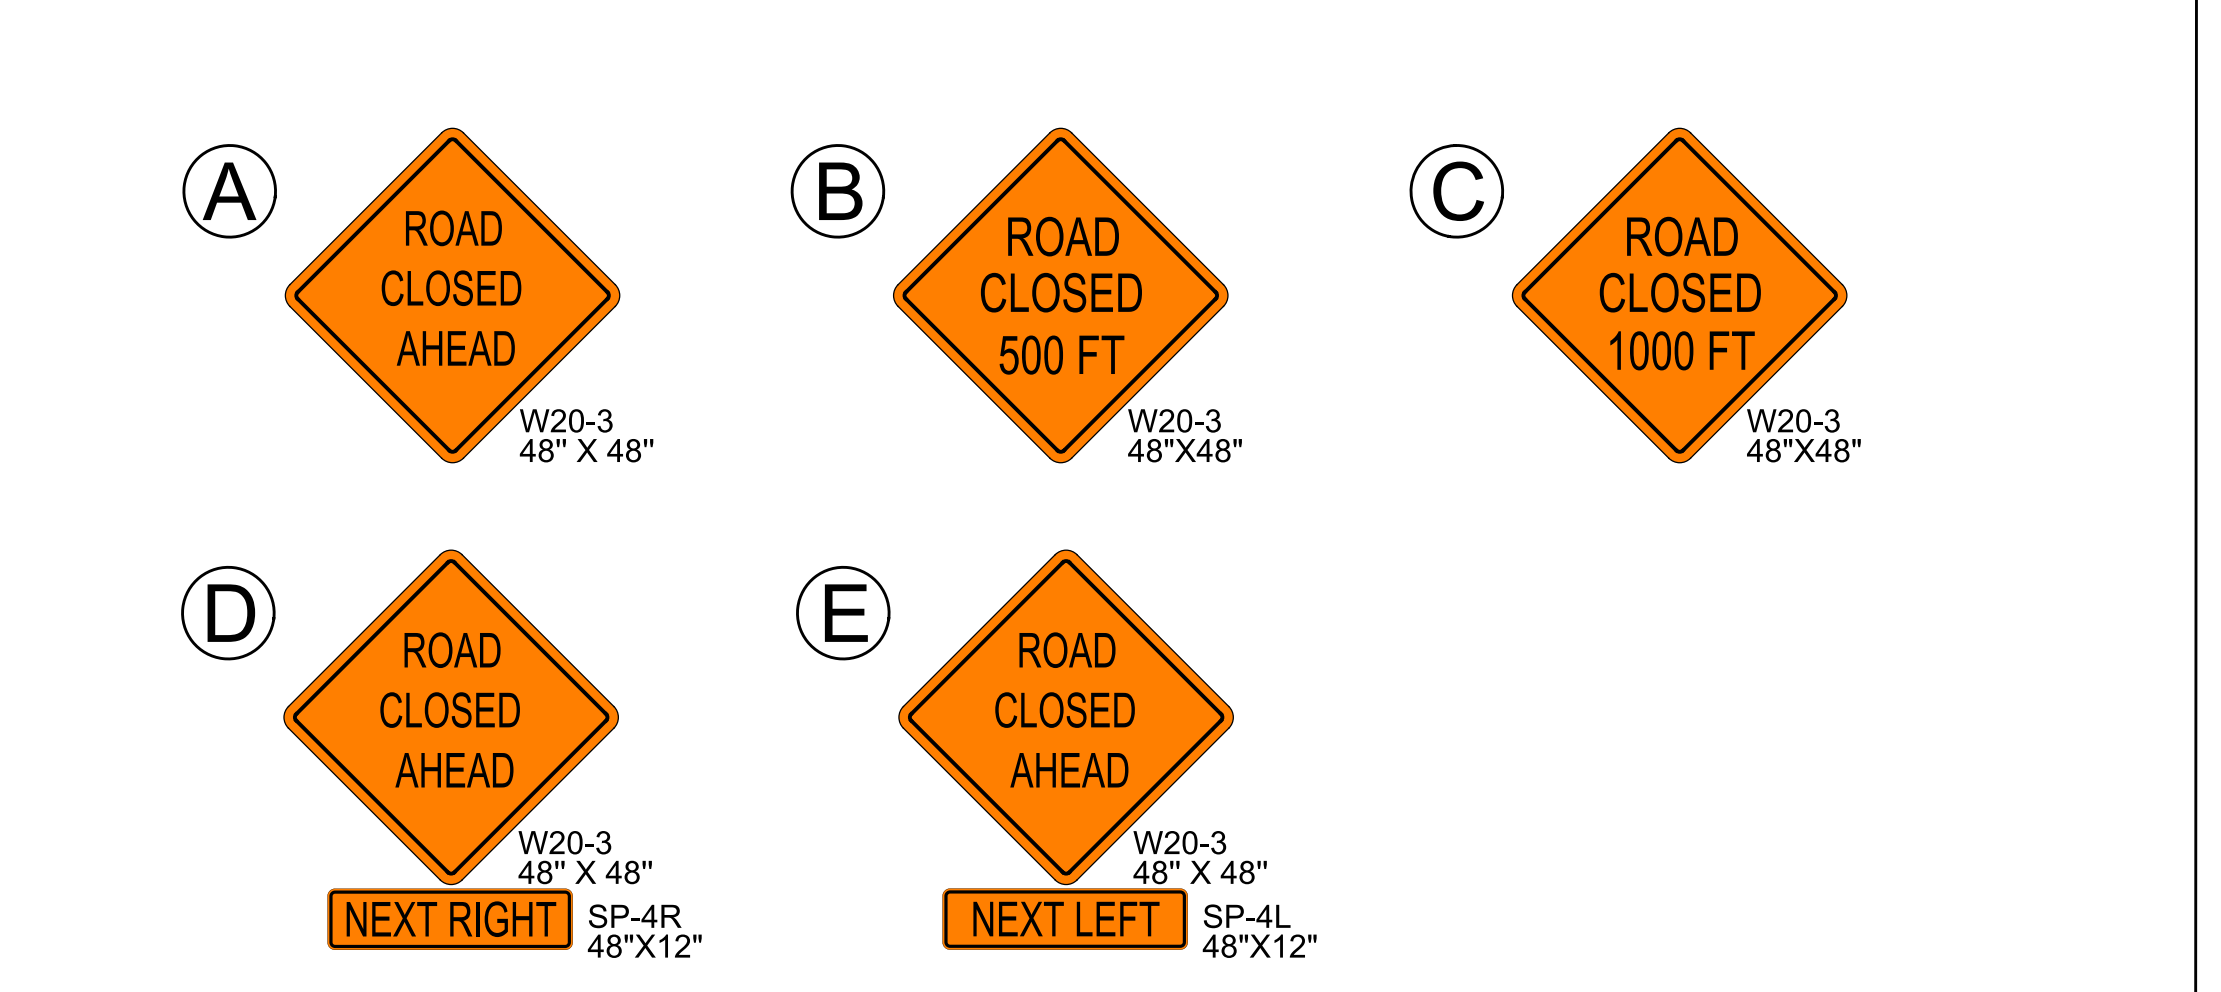 A
ROAD
CLOSED
AHEAD
W20-3
48" X 48"
B
ROAD
CLOSED
500 FT
W20-3
48"X48"
C
ROAD
CLOSED
1000 FT
W20-3
48"X48"
D
ROAD
CLOSED
AHEAD
W20-3
48" X 48"
NEXT RIGHT
SP-4R
48"X12"
E
ROAD
CLOSED
AHEAD
W20-3
48" X 48"
NEXT LEFT
SP-4L
48"X12"